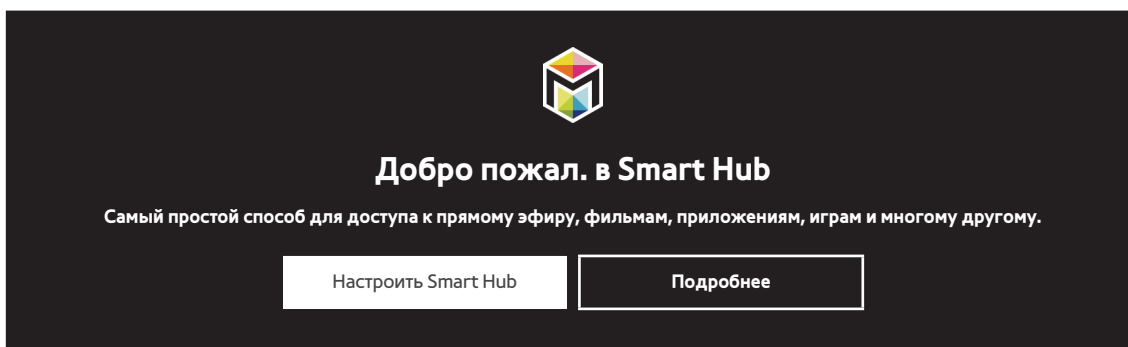 Добро пожал. в Smart Hub
Самый простой способ для доступа к прямому эфиру, фильмам, приложениям, играм и многому другому.
Настроить Smart Hub
Подробнее